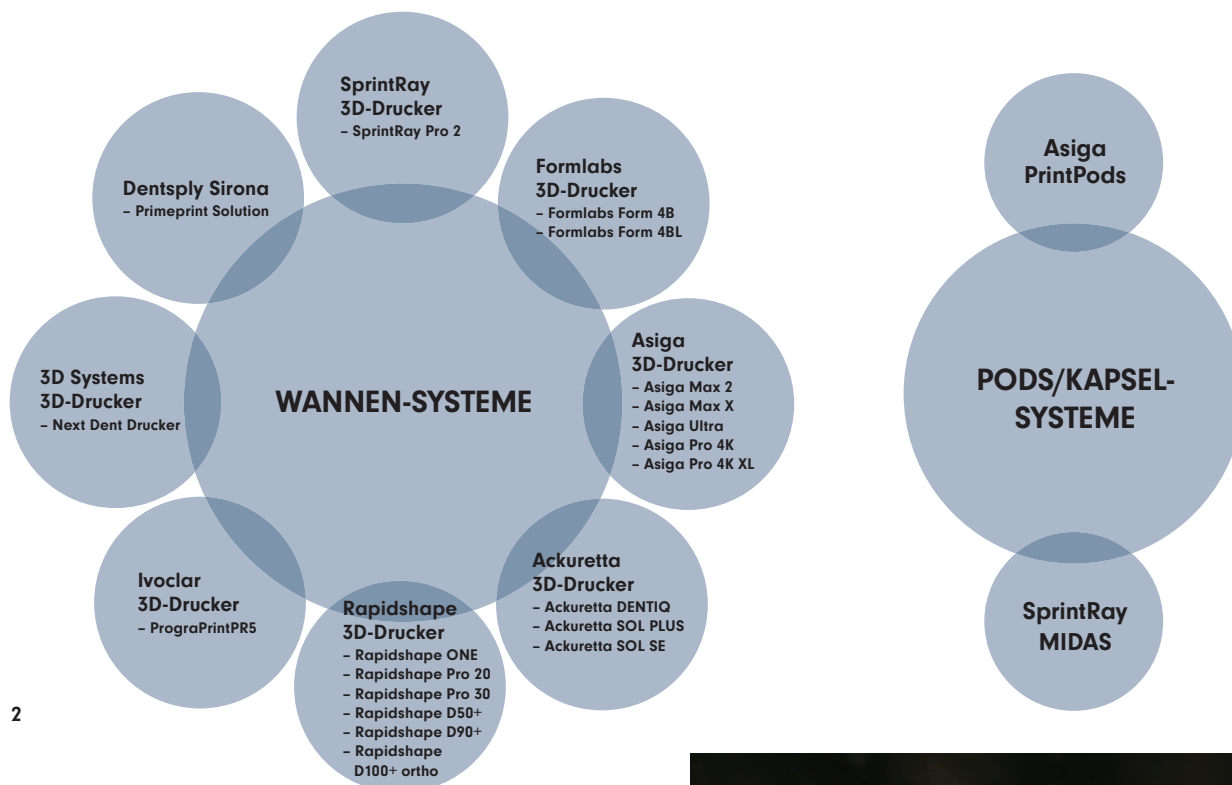 SprintRay
3D-Drucker
– SprintRay Pro 2
Dentsply Sirona
– Primeprint Solution
Formlabs
3D-Drucker
– Formlabs Form 4B
– Formlabs Form 4BL
3D Systems
3D-Drucker
– Next Dent Drucker
WANNEN-SYSTEME
Asiga
3D-Drucker
– Asiga Max 2
– Asiga Max X
– Asiga Ultra
– Asiga Pro 4K
– Asiga Pro 4K XL
Ivoclar
3D-Drucker
– PrograPrintPR5
Rapidshape
3D-Drucker
– Rapidshape ONE
– Rapidshape Pro 20
– Rapidshape Pro 30
– Rapidshape D50+
– Rapidshape D90+
– Rapidshape
D100+ ortho
Ackuretta
3D-Drucker
– Ackuretta DENTIQ
– Ackuretta SOL PLUS
– Ackuretta SOL SE
Asiga
PrintPods
PODS/KAPSEL-
SYSTEME
SprintRay
MIDAS
2